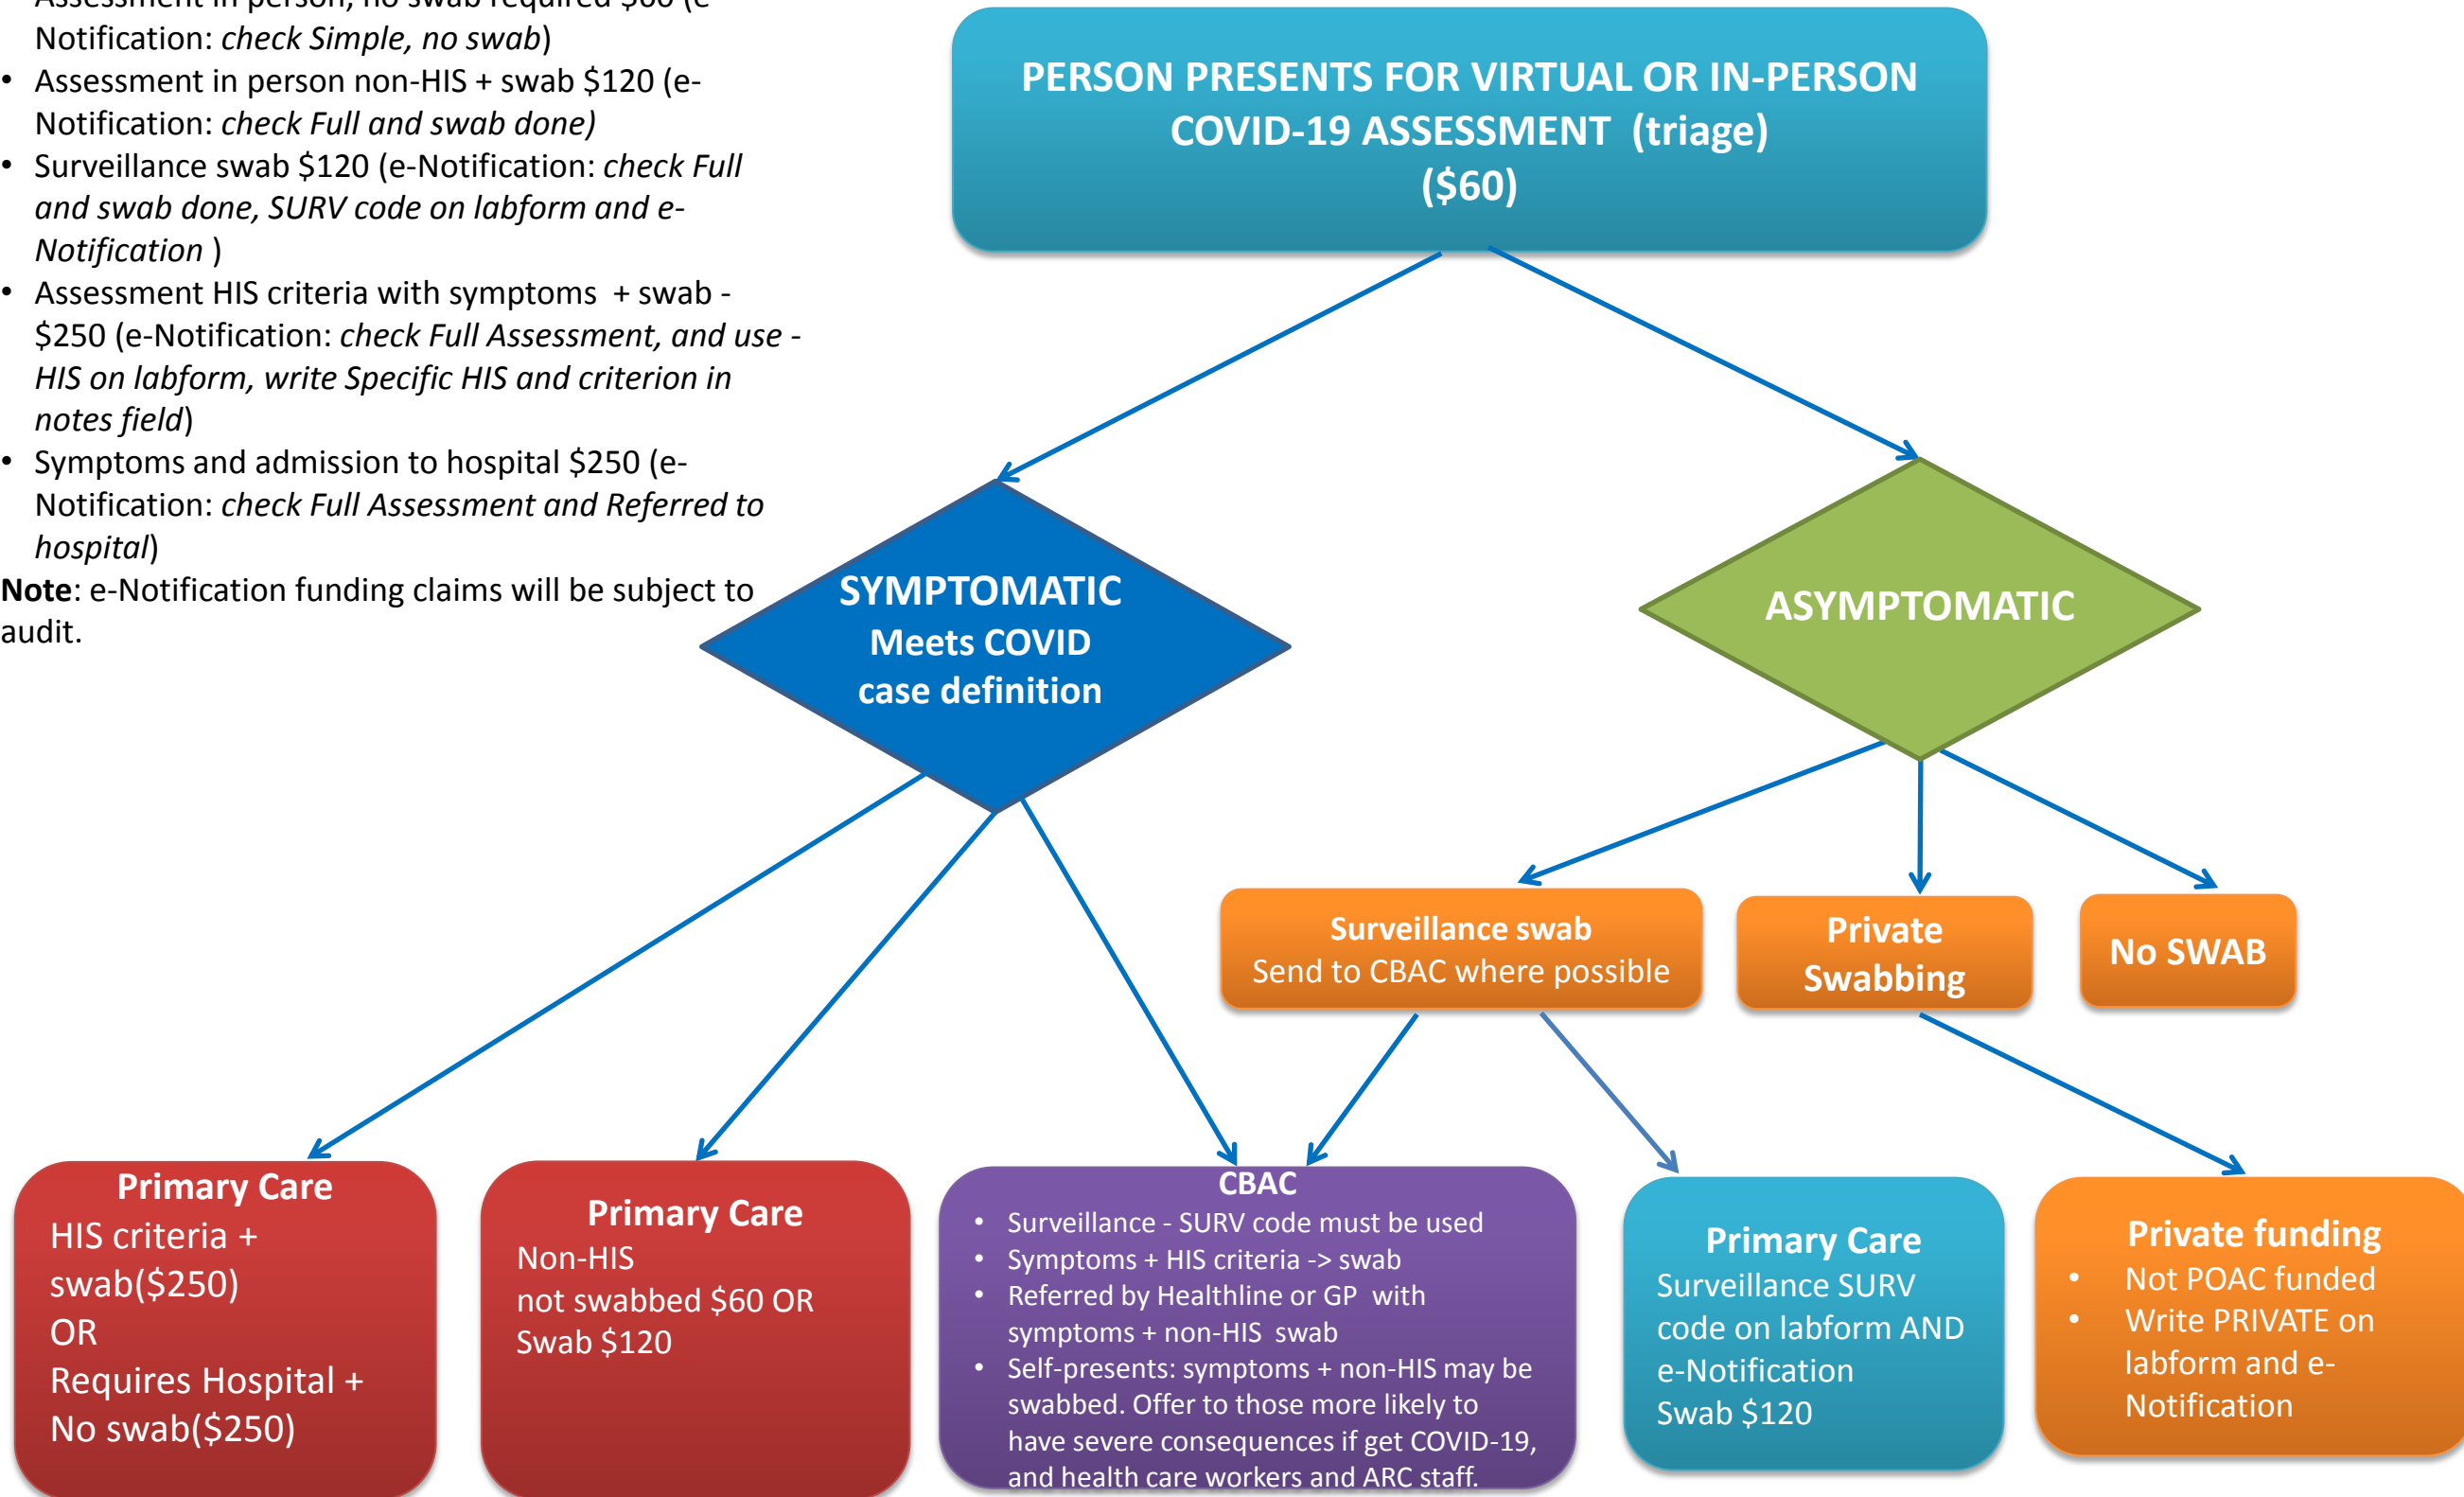 Assessment in person, no swab required $60 (e-
Notification: check Simple, no swab)
• Assessment in person non-HIS + swab $120 (e-
Notification: check Full and swab done)
• Surveillance swab $120 (e-Notification: check Full
and swab done, SURV code on labform and e-
Notification )
• Assessment HIS criteria with symptoms + swab -
$250 (e-Notification: check Full Assessment, and use -
HIS on labform, write Specific HIS and criterion in
notes field)
• Symptoms and admission to hospital $250 (e-
Notification: check Full Assessment and Referred to
hospital)
Note: e-Notification funding claims will be subject to
audit.
PERSON PRESENTS FOR VIRTUAL OR IN-PERSON
COVID-19 ASSESSMENT (triage)
($60)
SYMPTOMATIC
Meets COVID
case definition
ASYMPTOMATIC
Surveillance swab
Send to CBAC where possible
Private
Swabbing
No SWAB
Primary Care
HIS criteria +
swab($250)
OR
Requires Hospital +
No swab($250)
Primary Care
Non-HIS
not swabbed $60 OR
Swab $120
CBAC
• Surveillance - SURV code must be used
• Symptoms + HIS criteria -> swab
• Referred by Healthline or GP with
symptoms + non-HIS swab
• Self-presents: symptoms + non-HIS may be
swabbed. Offer to those more likely to
have severe consequences if get COVID-19,
and health care workers and ARC staff.
Primary Care
Surveillance SURV
code on labform AND
e-Notification
Swab $120
Private funding
• Not POAC funded
• Write PRIVATE on
labform and e-
Notification